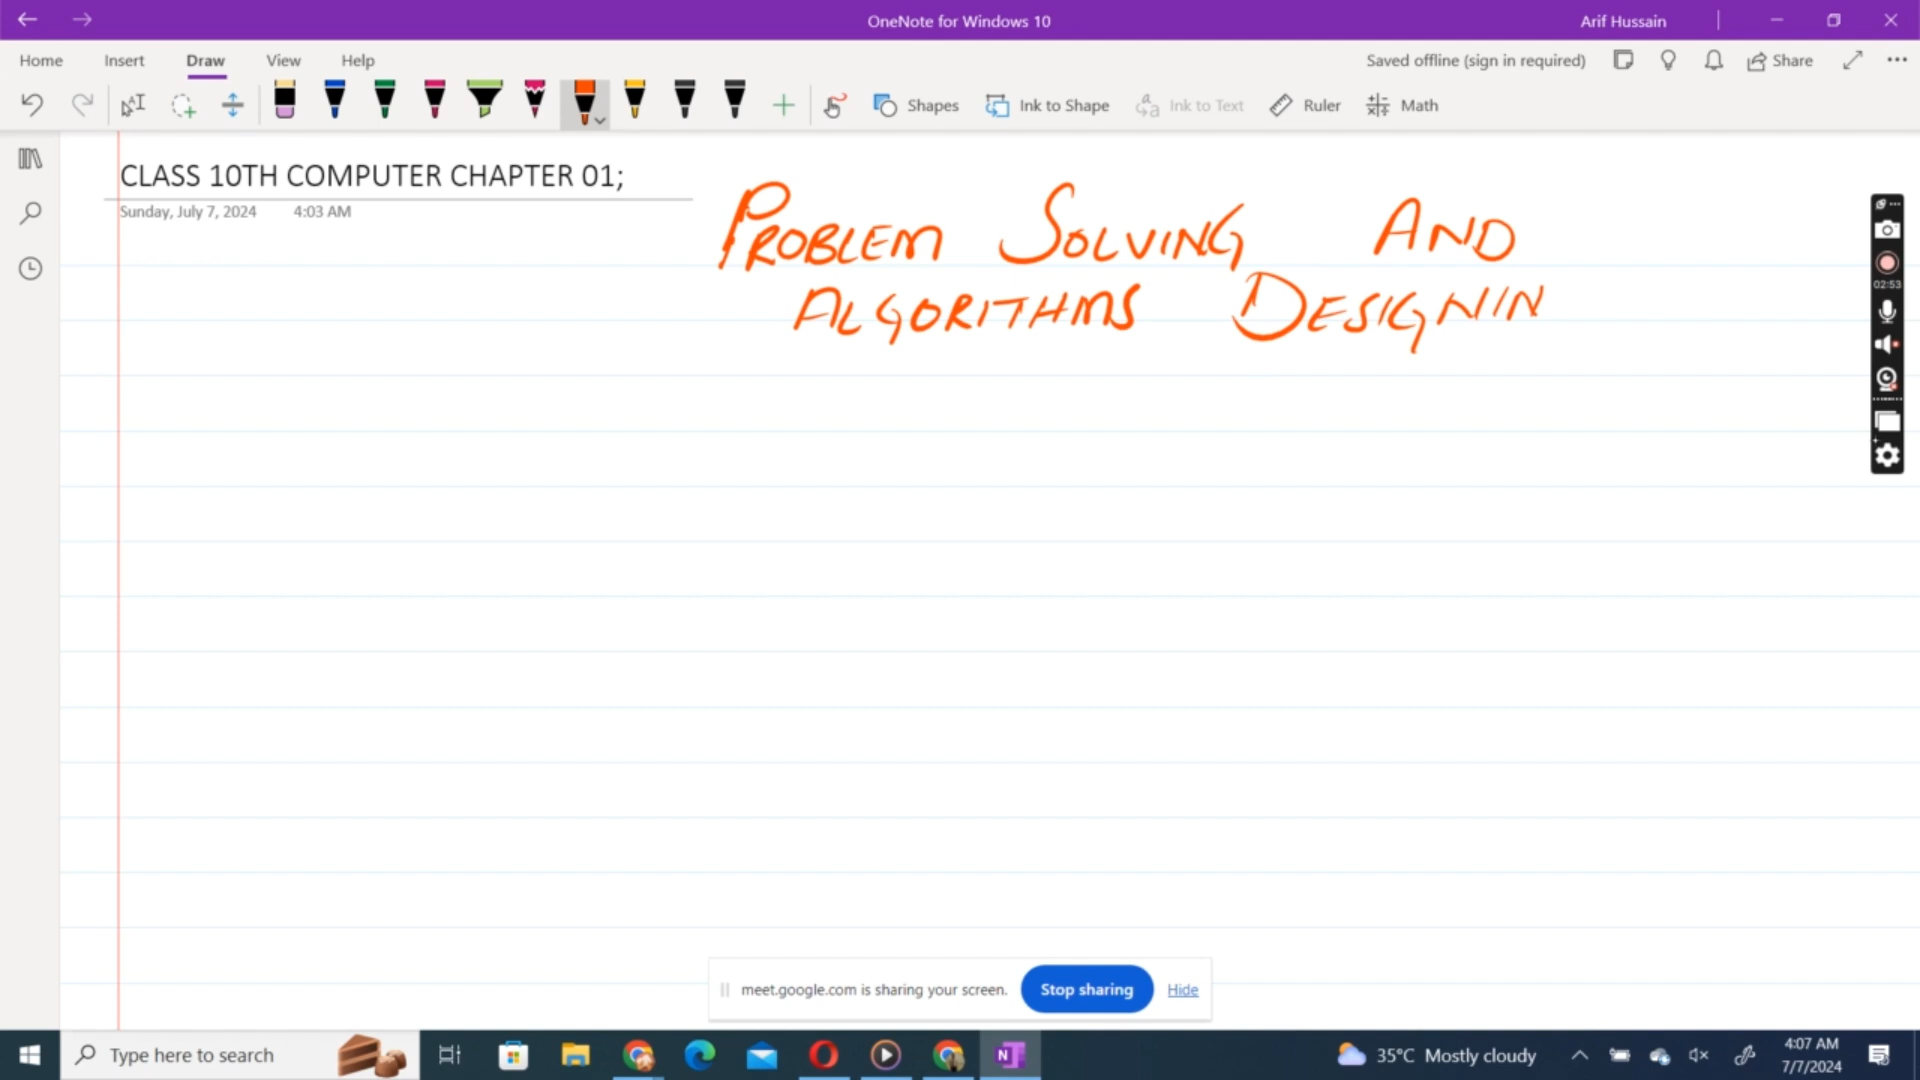 OneNote for Windows 10
Arif Hussain
Home Insert Draw View Help
Saved offline (sign in required) Share
Shapes Ink to Shape Ink to Text Ruler Math
CLASS 10TH COMPUTER CHAPTER 01;
Sunday, July 7, 2024 4:03 AM
PROBLEM SOLVING AND
ALGORITHMS DESIGNIN
02:53
meet.google.com is sharing your screen. Stop sharing Hide
Type here to search
35°C Mostly cloudy
4:07 AM
7/7/2024